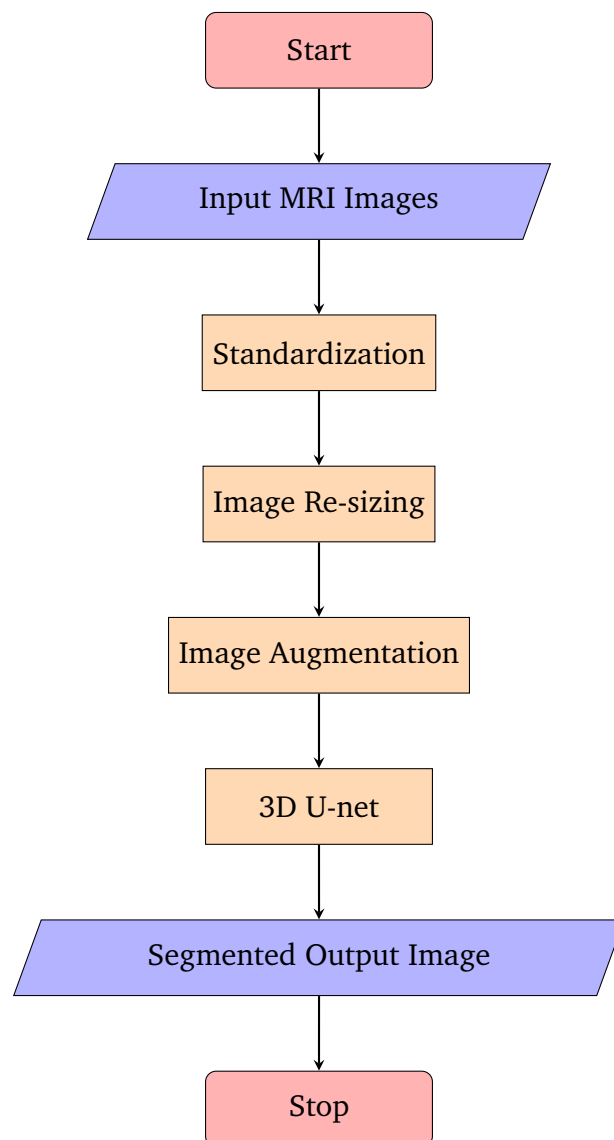 Start
Input MRI Images
Standardization
Image Re-sizing
Image Augmentation
3D U-net
Segmented Output Image
Stop